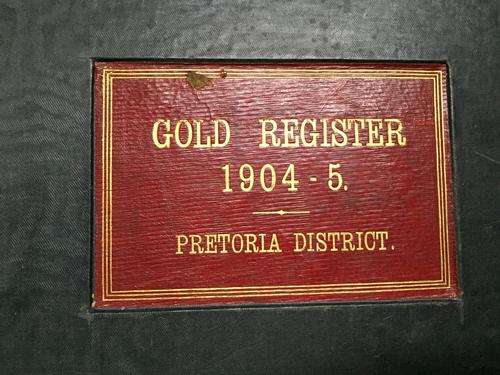 GOLD REGISTER
1904 - 5.
PRETORIA DISTRICT.